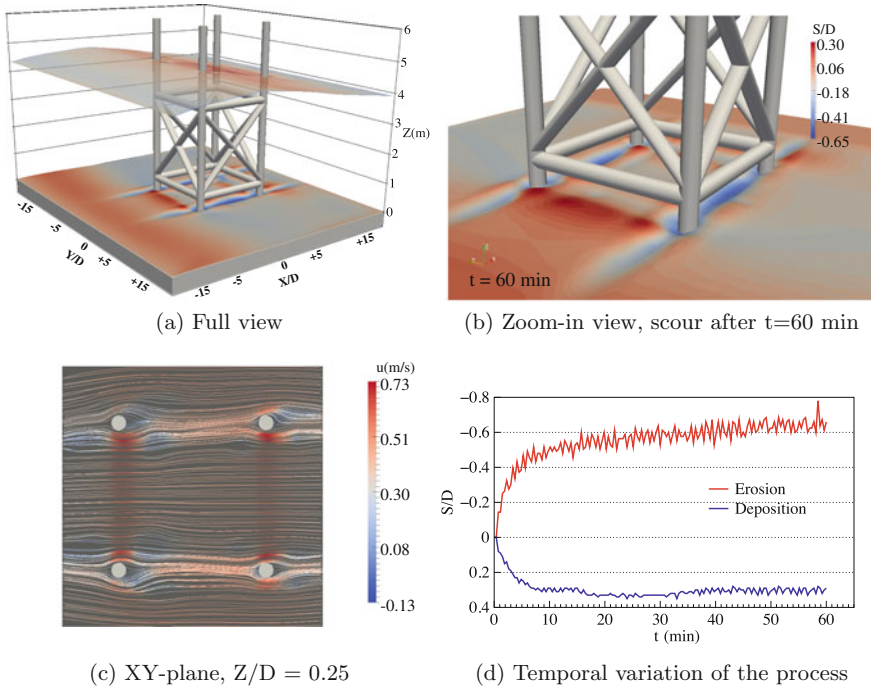 6
5
4
Z(m)
3
2
1
0
-15
-5
0
Y/D
+5
+15
-15
-5
0
X/D
+5
+15
(a) Full view
S/D
0.30
0.06
-0.18
-0.41
-0.65
t = 60 min
(b) Zoom-in view, scour after t=60 min
u(m/s)
0.73
0.51
0.30
0.08
-0.13
(c) XY-plane, Z/D = 0.25
−0.8
−0.6
−0.4
−0.2
0
0.2
0.4
S/D
Erosion
Deposition
0 10 20 30 40 50 60
t (min)
(d) Temporal variation of the process